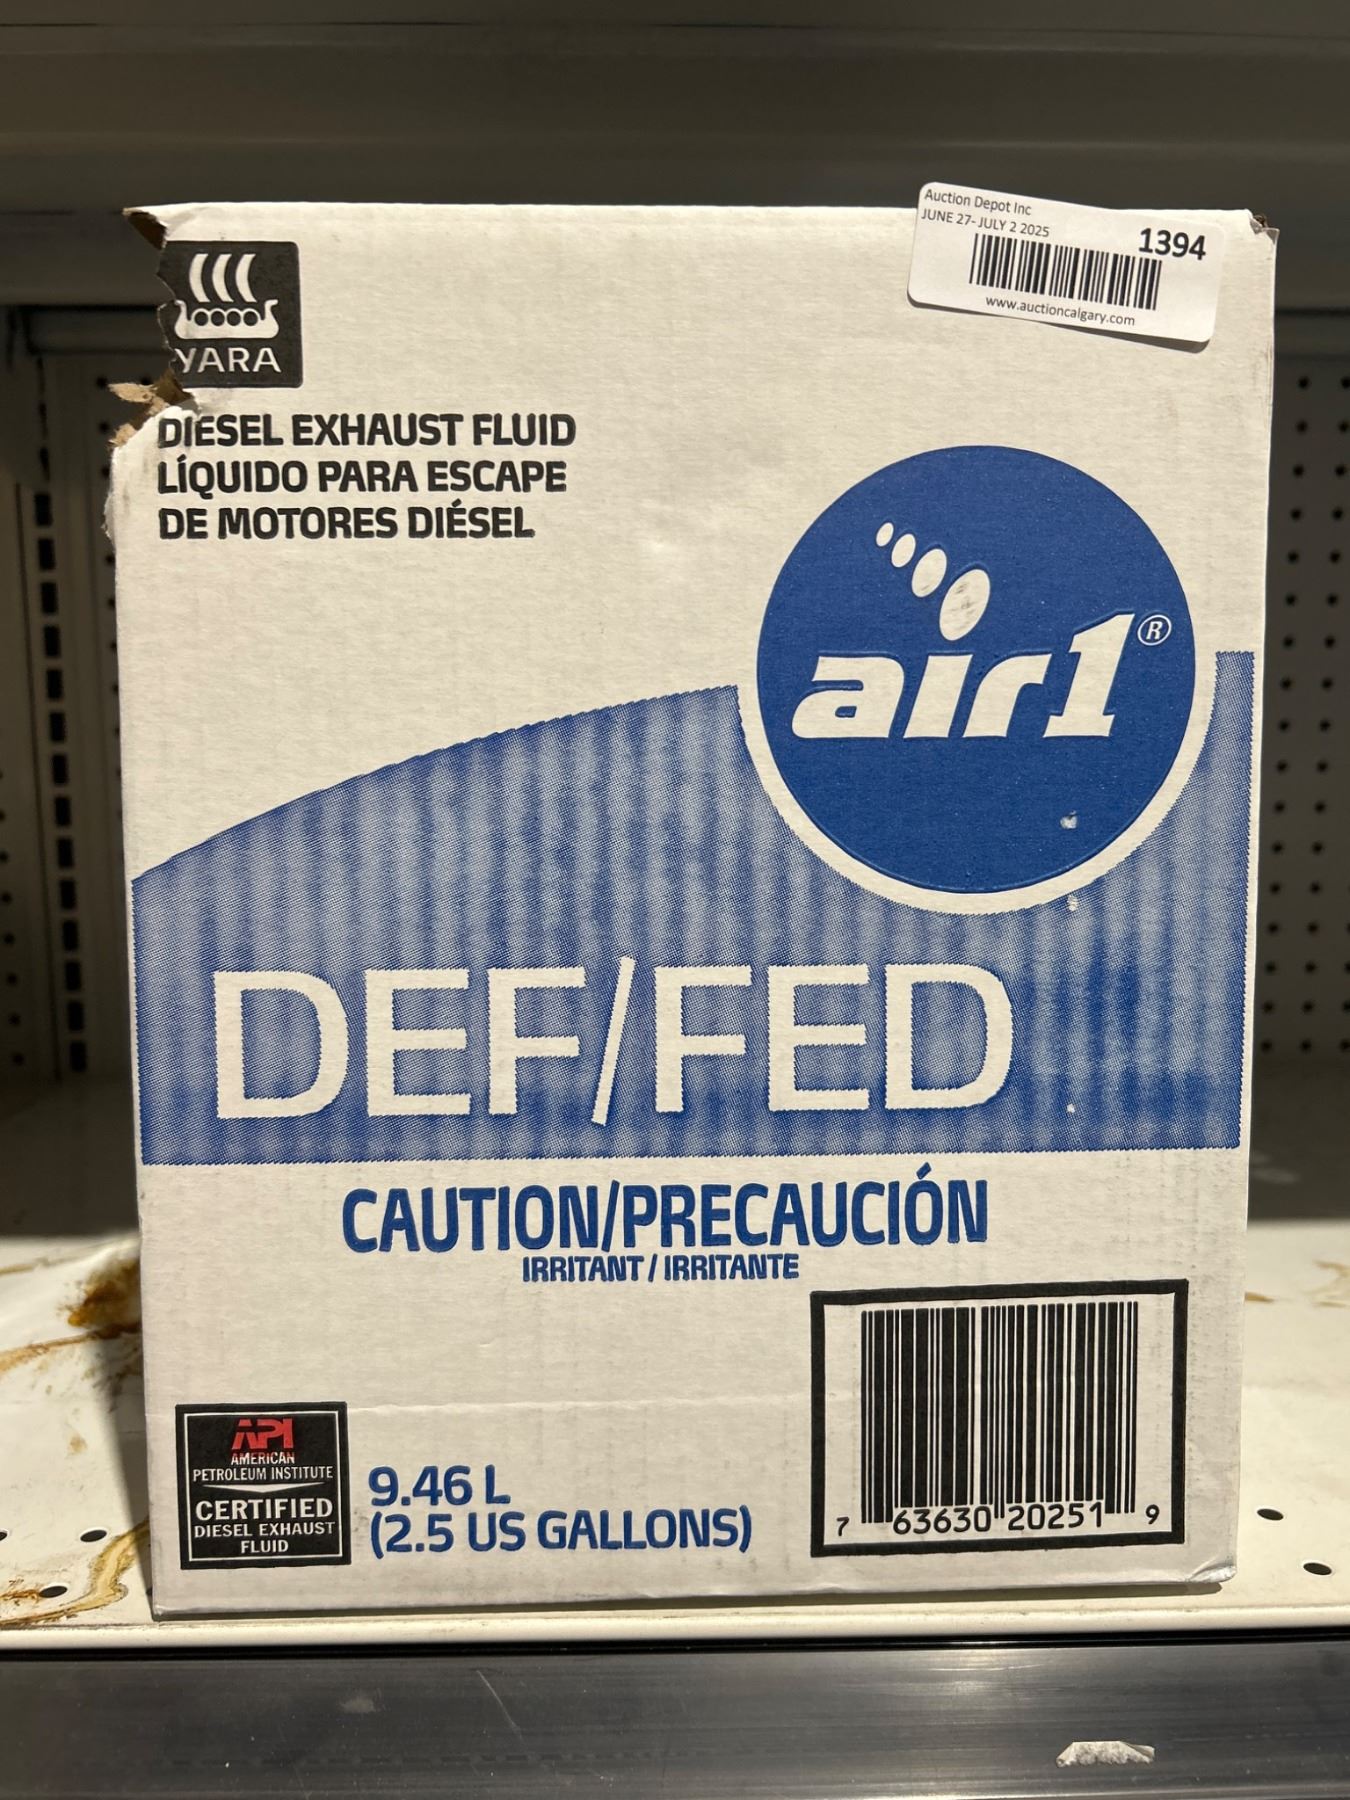 Auction Depot Inc
JUNE 27- JULY 2 2025
1394
www.auctioncalgary.com
YARA
DIESEL EXHAUST FLUID
LÍQUIDO PARA ESCAPE
DE MOTORES DIÉSEL
air1®
DEF/FED
CAUTION/PRECAUCIÓN
IRRITANT / IRRITANTE
API
AMERICAN
PETROLEUM INSTITUTE
CERTIFIED
DIESEL EXHAUST
FLUID
9.46 L
(2.5 US GALLONS)
7 63630 20251 9